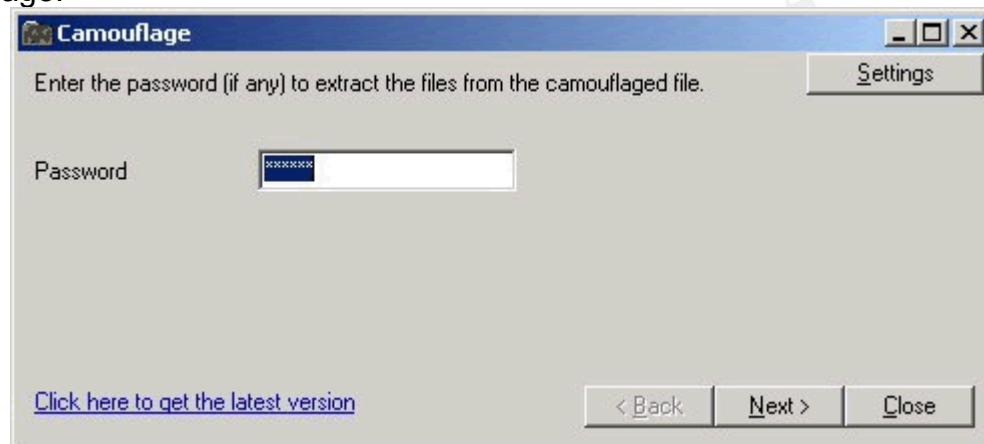 age.
Camouflage
Enter the password (if any) to extract the files from the camouflaged file.
Settings
Password
******
Click here to get the latest version
< Back
Next >
Close